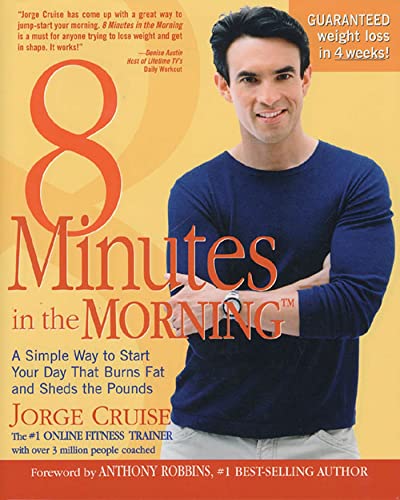 "Jorge Cruise has come up with a great way to
jump-start your morning. 8 Minutes in the Morning
is a must for anyone trying to lose weight and get
in shape. It works!"
—Denise Austin
Host of Lifetime TV's
Daily Workout
GUARANTEED
weight loss
in 4 weeks!
8
Minutes
in the MORNING™
A Simple Way to Start
Your Day That Burns Fat
and Sheds the Pounds
JORGE CRUISE
The #1 ONLINE FITNESS TRAINER
with over 3 million people coached
Foreword by ANTHONY ROBBINS, #1 BEST-SELLING AUTHOR